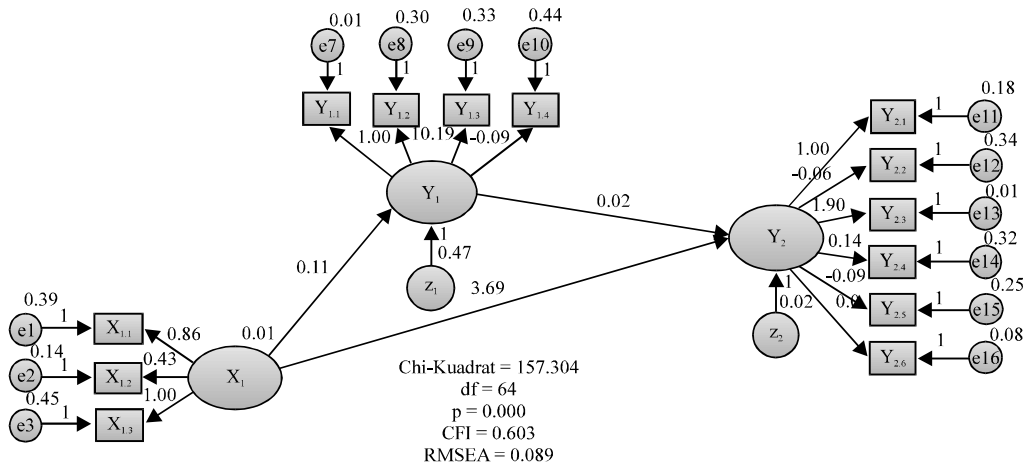 0.01 0.30 0.33 0.44
e7 e8 e9 e10
1 1 1 1
Y1.1 Y1.2 Y1.3 Y1.4
1.00 10.19 -0.09
Y1
1
0.47
z1
0.11
0.02
3.69
0.01
0.39
e1 1 X1.1 0.86
0.14
e2 1 X1.2 0.43
0.45
e3 1 X1.3 1.00
X1
Y2
1
0.02
z2
1.00 Y2.1 1 e11 0.18
-0.06 Y2.2 1 e12 0.34
1.90 Y2.3 1 e13 0.01
0.14 Y2.4 1 e14 0.32
-0.09 Y2.5 1 e15 0.25
Y2.6 1 e16 0.08
Chi-Kuadrat = 157.304
df = 64
p = 0.000
CFI = 0.603
RMSEA = 0.089